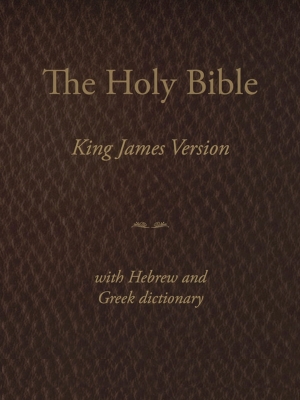 The Holy Bible
King James Version
with Hebrew and
Greek dictionary